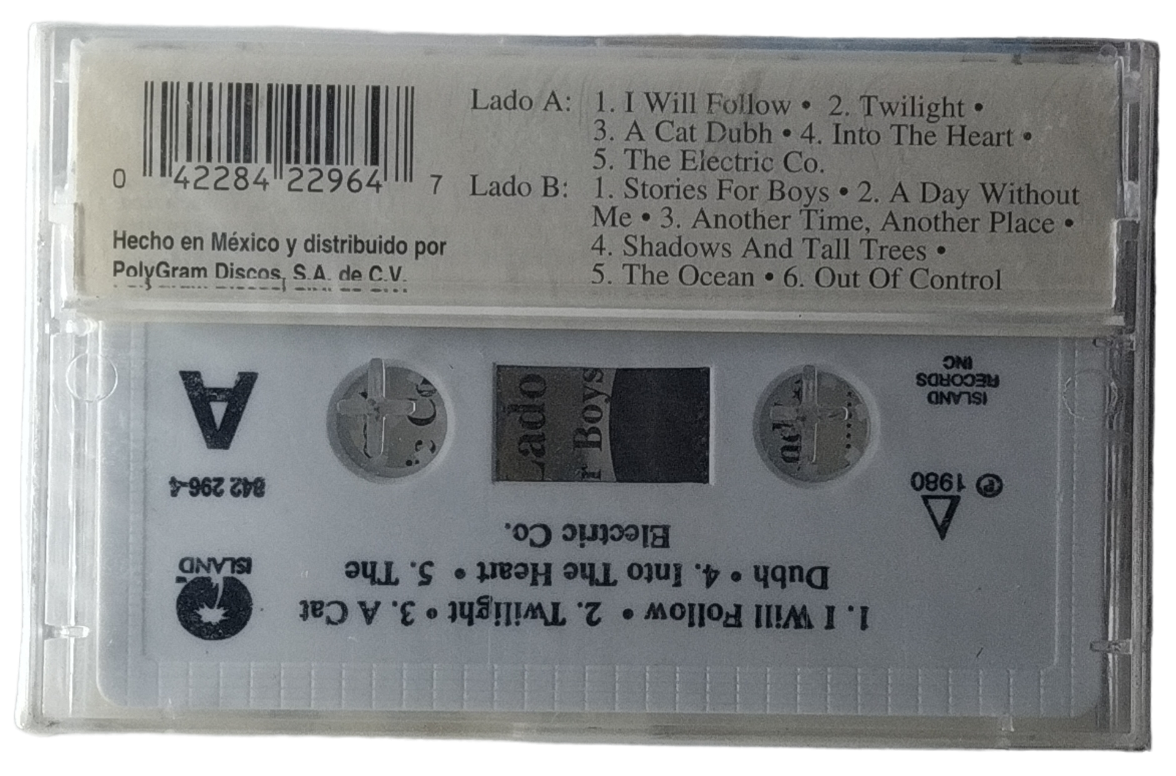 Lado A: 1. I Will Follow • 2. Twilight •
3. A Cat Dubh • 4. Into The Heart •
5. The Electric Co.
Lado B: 1. Stories For Boys • 2. A Day Without
Me • 3. Another Time, Another Place •
4. Shadows And Tall Trees •
5. The Ocean • 6. Out Of Control
0 42284 22964 7
Hecho en México y distribuido por
PolyGram Discos, S.A. de C.V.
1. I Will Follow • 2. Twilight • 3. A Cat
Dubh • 4. Into The Heart • 5. The
Electric Co.
ISLAND
842 296-4
A
℗ 1980
ISLAND
RECORDS
INC
Lado
r Boys